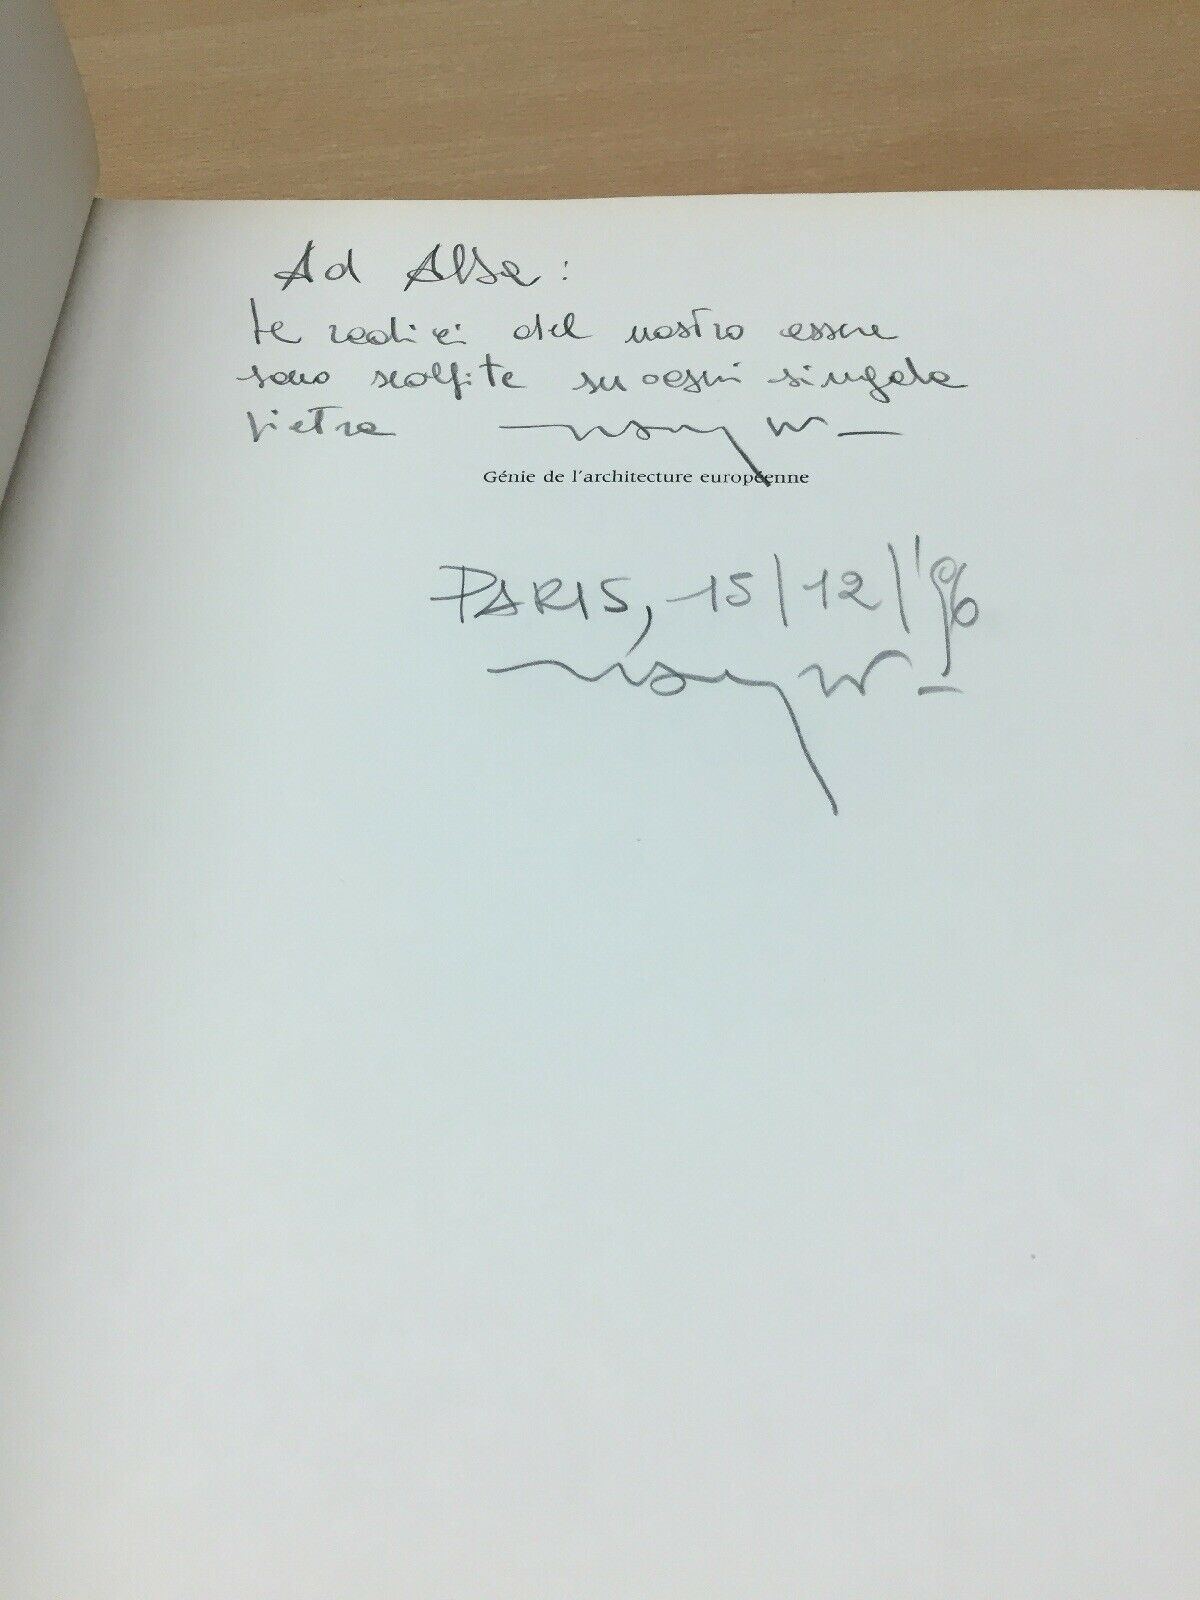 Ad Alba:
le radici del nostro essere
sono scolpite su ogni singola
pietra
Génie de l'architecture européenne
PARIS, 15/12/'96